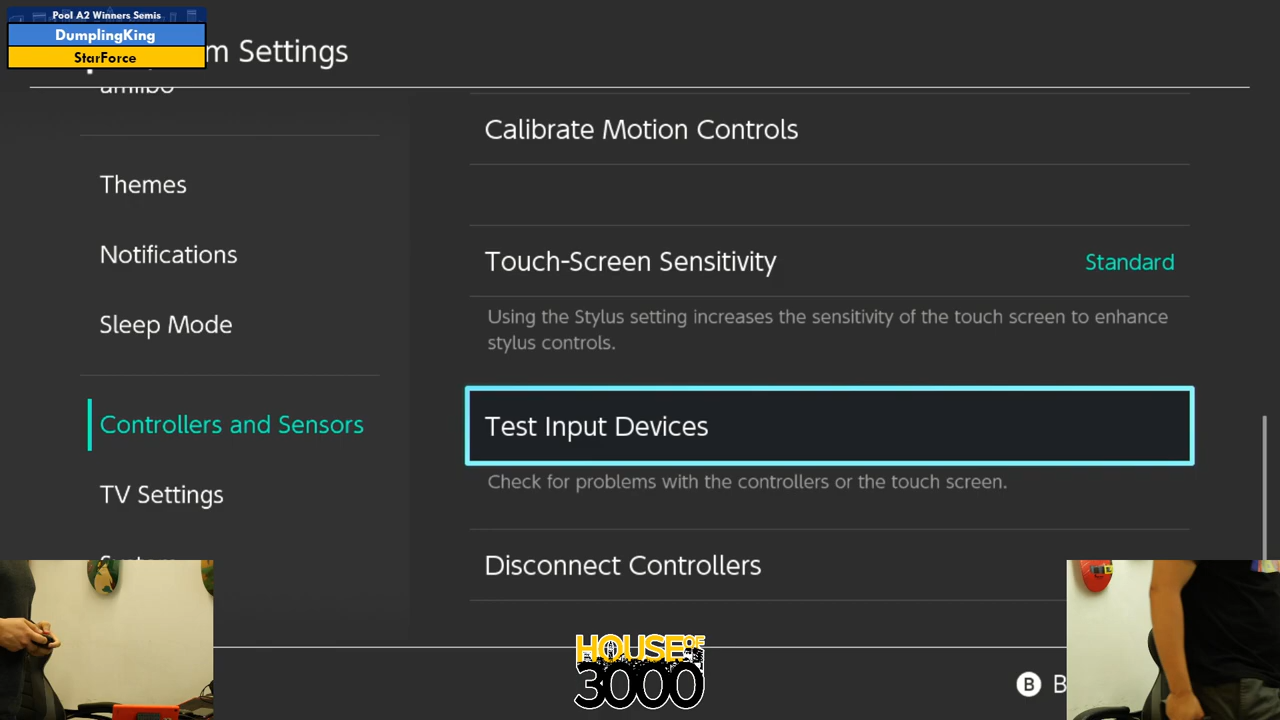 Pool A2 Winners Semis
DumplingKing
StarForce
m Settings
amiibo
Themes
Notifications
Sleep Mode
Controllers and Sensors
TV Settings
Calibrate Motion Controls
Touch-Screen Sensitivity Standard
Using the Stylus setting increases the sensitivity of the touch screen to enhance
stylus controls.
Test Input Devices
Check for problems with the controllers or the touch screen.
Disconnect Controllers
HOUSE OF
3000
B B